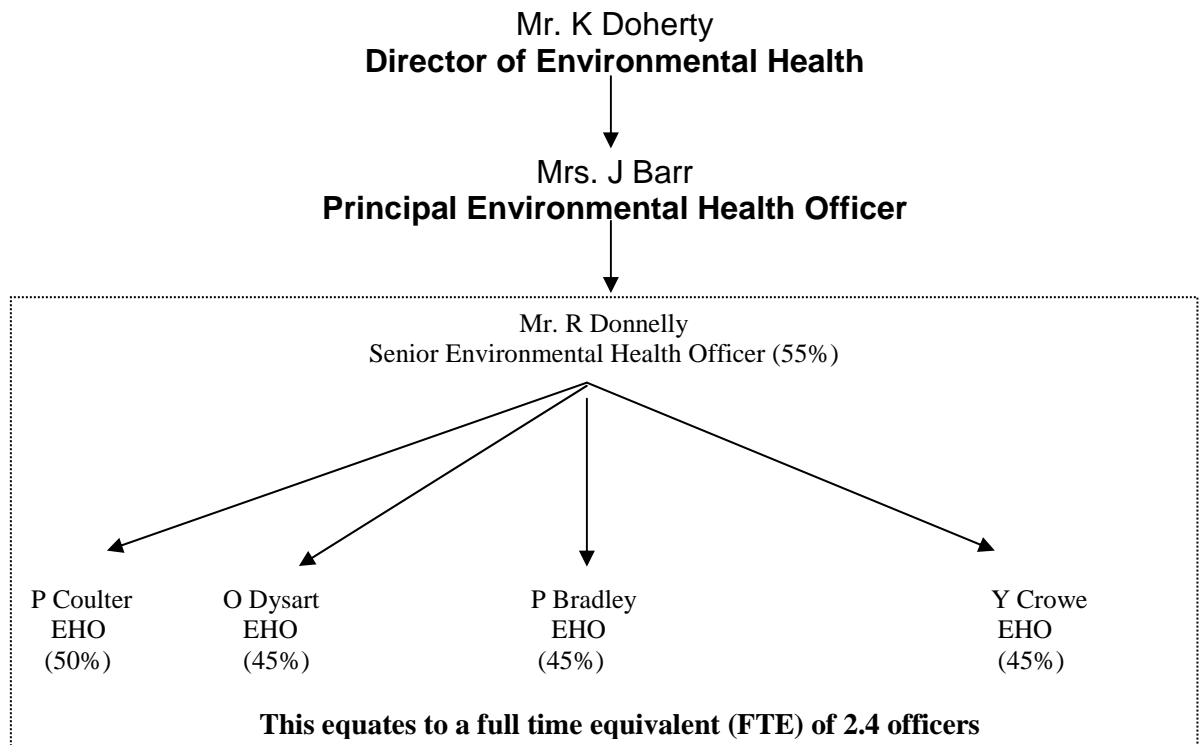 Mr. K Doherty
Director of Environmental Health
Mrs. J Barr
Principal Environmental Health Officer
Mr. R Donnelly
Senior Environmental Health Officer (55%)
P Coulter
EHO
(50%)
O Dysart
EHO
(45%)
P Bradley
EHO
(45%)
Y Crowe
EHO
(45%)
This equates to a full time equivalent (FTE) of 2.4 officers